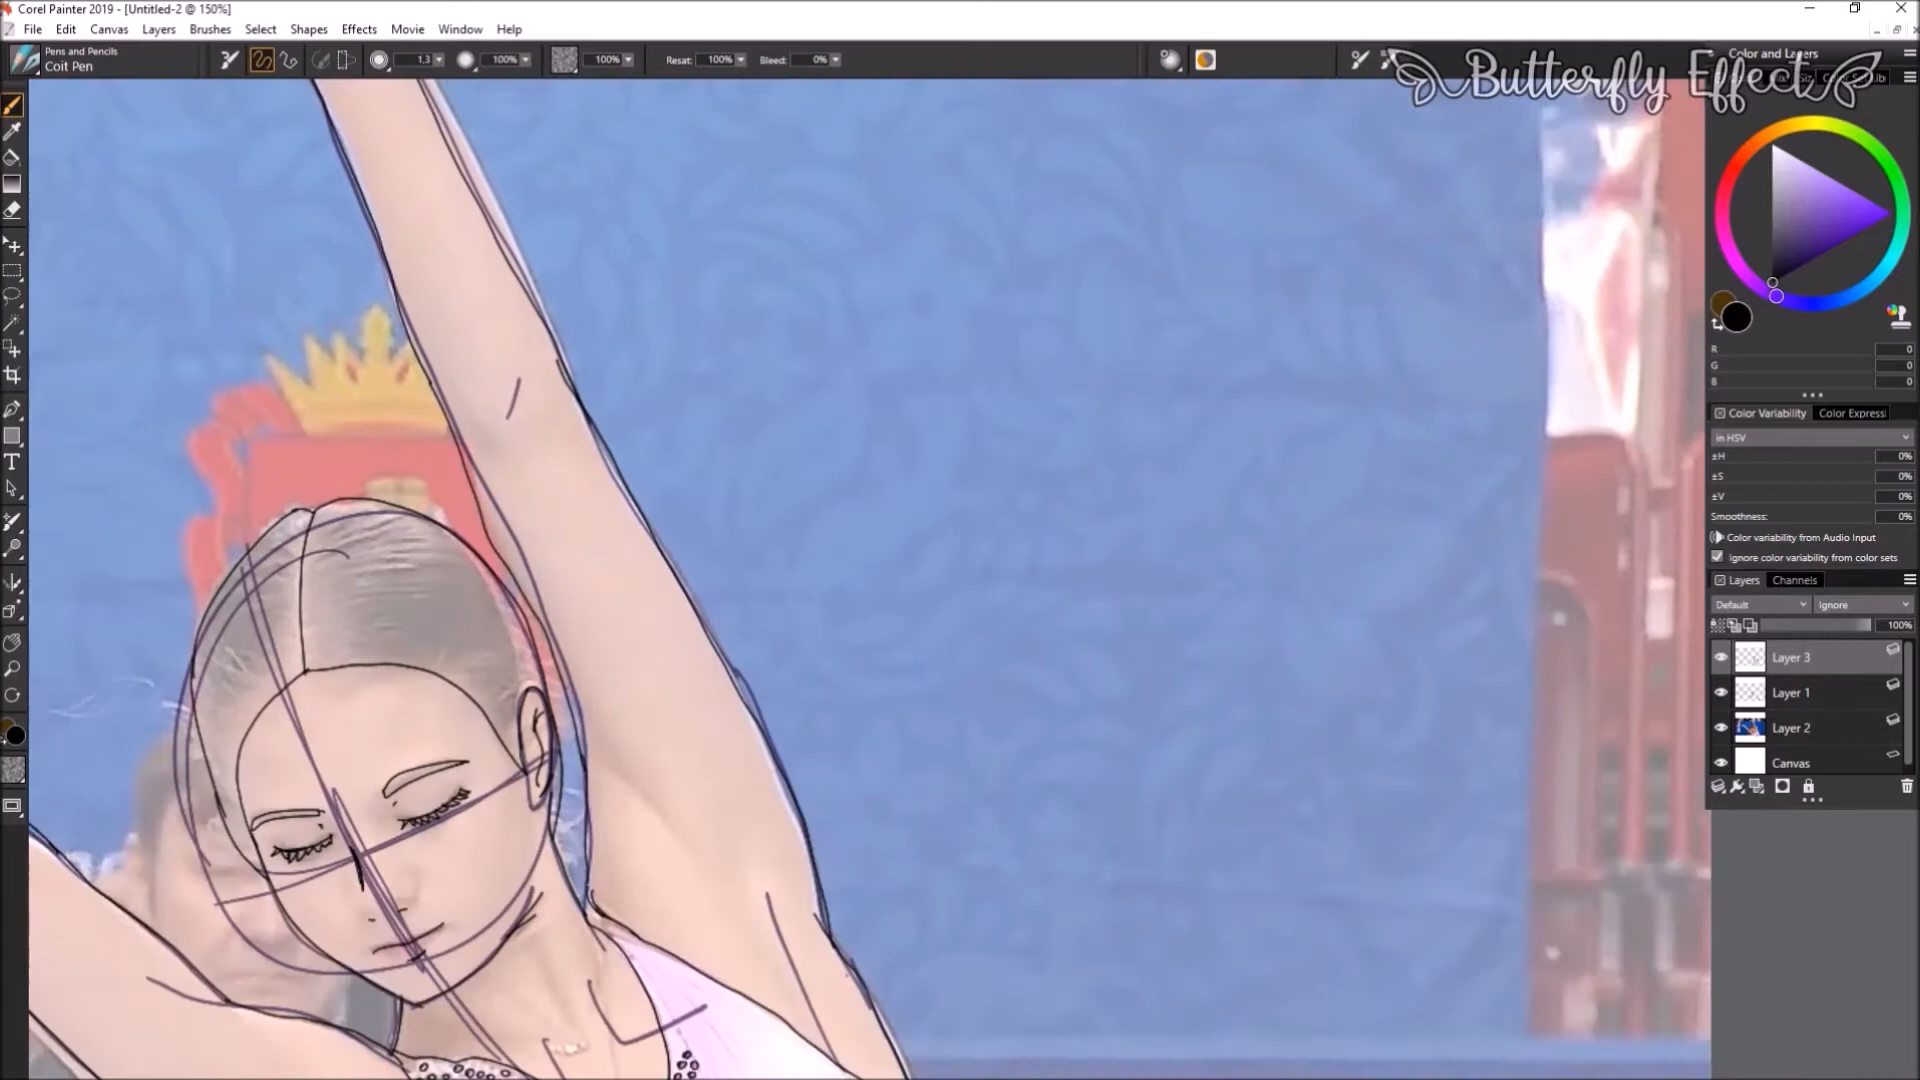 Corel Painter 2019 - [Untitled-2 @ 150%]
File Edit Canvas Layers Brushes Select Shapes Effects Movie Window Help
Pens and Pencils
Coit Pen
1.3 100% 100% Resat: 100% Bleed: 0%
Color and Layers
Butterfly Effect
R 0
G 0
B 0
Color Variability Color Expressi
in HSV
±H 0%
±S 0%
±V 0%
Smoothness: 0%
Color variability from Audio Input
Ignore color variability from color sets
Layers Channels
Default Ignore
100%
Layer 3
Layer 1
Layer 2
Canvas